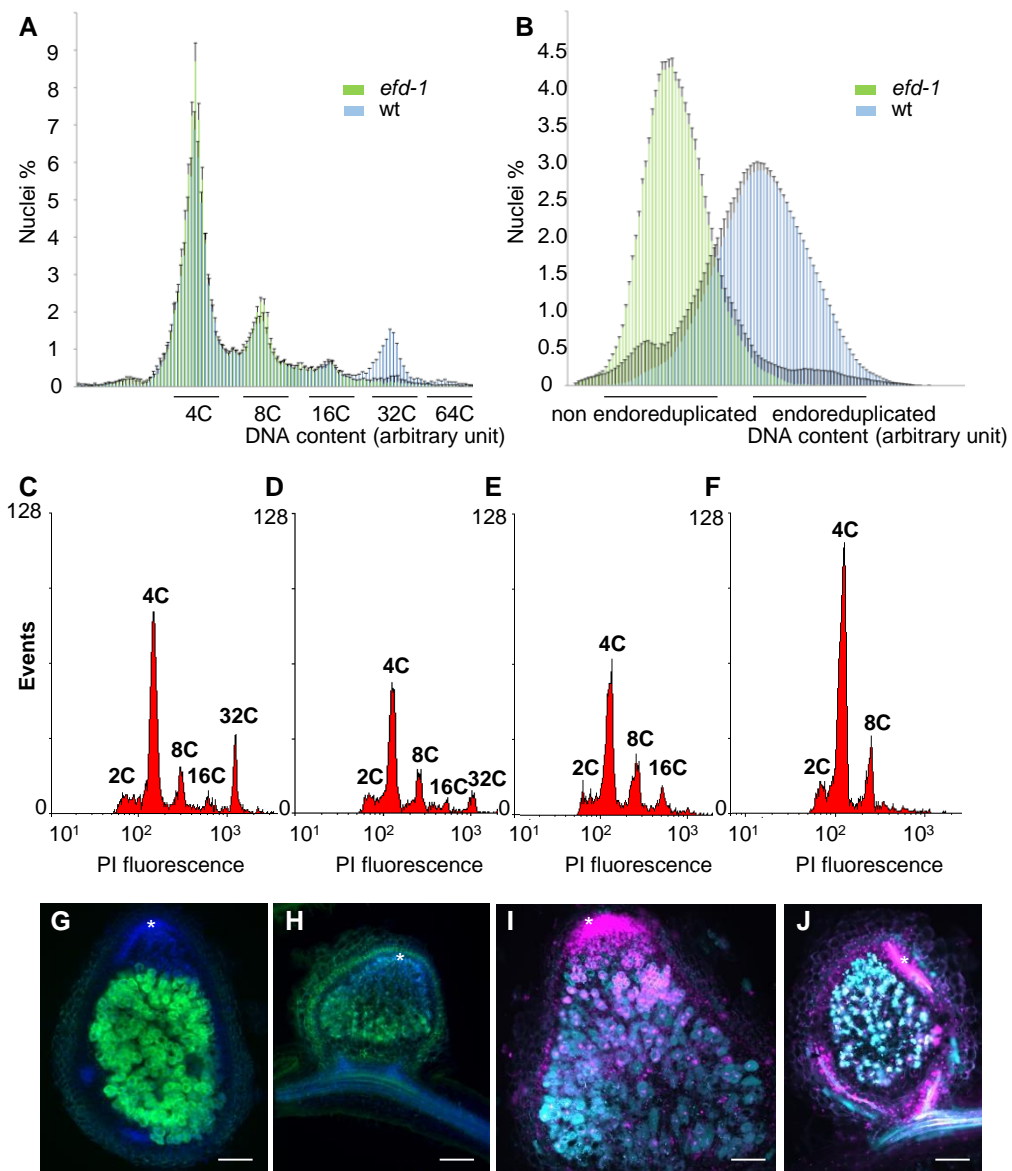 A
9
8
7
6
5
4
3
2
1
0
Nuclei %
efd-1
wt
4C
8C
16C
32C
64C
DNA content (arbitrary unit)
B
4.5
4.0
3.5
3.0
2.5
2.0
1.5
1.0
0.5
0
Nuclei %
efd-1
wt
non endoreduplicated
endoreduplicated
DNA content (arbitrary unit)
C
128
0
Events
2C
4C
8C
16C
32C
10¹
10²
10³
PI fluorescence
D
128
0
2C
4C
8C
16C
32C
10¹
10²
10³
PI fluorescence
E
128
0
2C
4C
8C
16C
10¹
10²
10³
PI fluorescence
F
128
0
2C
4C
8C
10¹
10²
10³
PI fluorescence
G
*
H
*
I
*
J
*